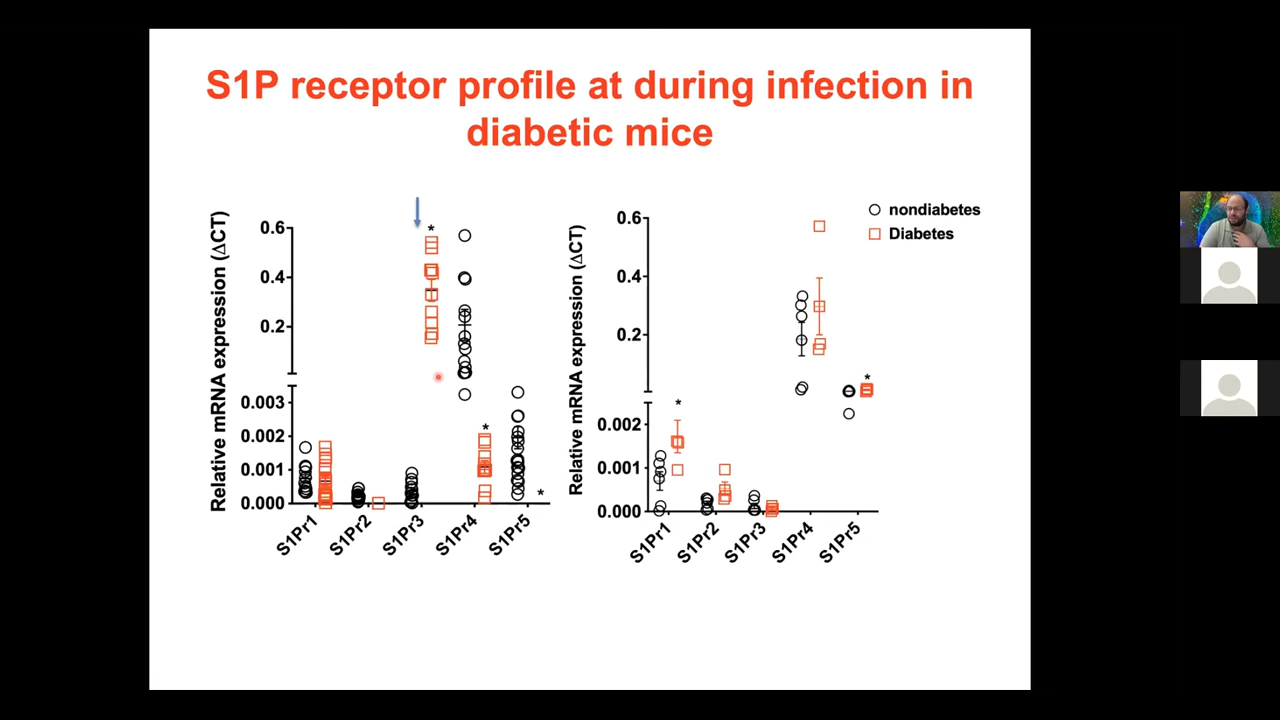 S1P receptor profile at during infection in
diabetic mice
Relative mRNA expression (ΔCT)
0.6
0.4
0.2
0.003
0.002
0.001
0.000
*
*
*
S1Pr1
S1Pr2
S1Pr3
S1Pr4
S1Pr5
Relative mRNA expression (ΔCT)
0.6
0.4
0.2
0.002
0.001
0.000
*
*
S1Pr1
S1Pr2
S1Pr3
S1Pr4
S1Pr5
nondiabetes
Diabetes